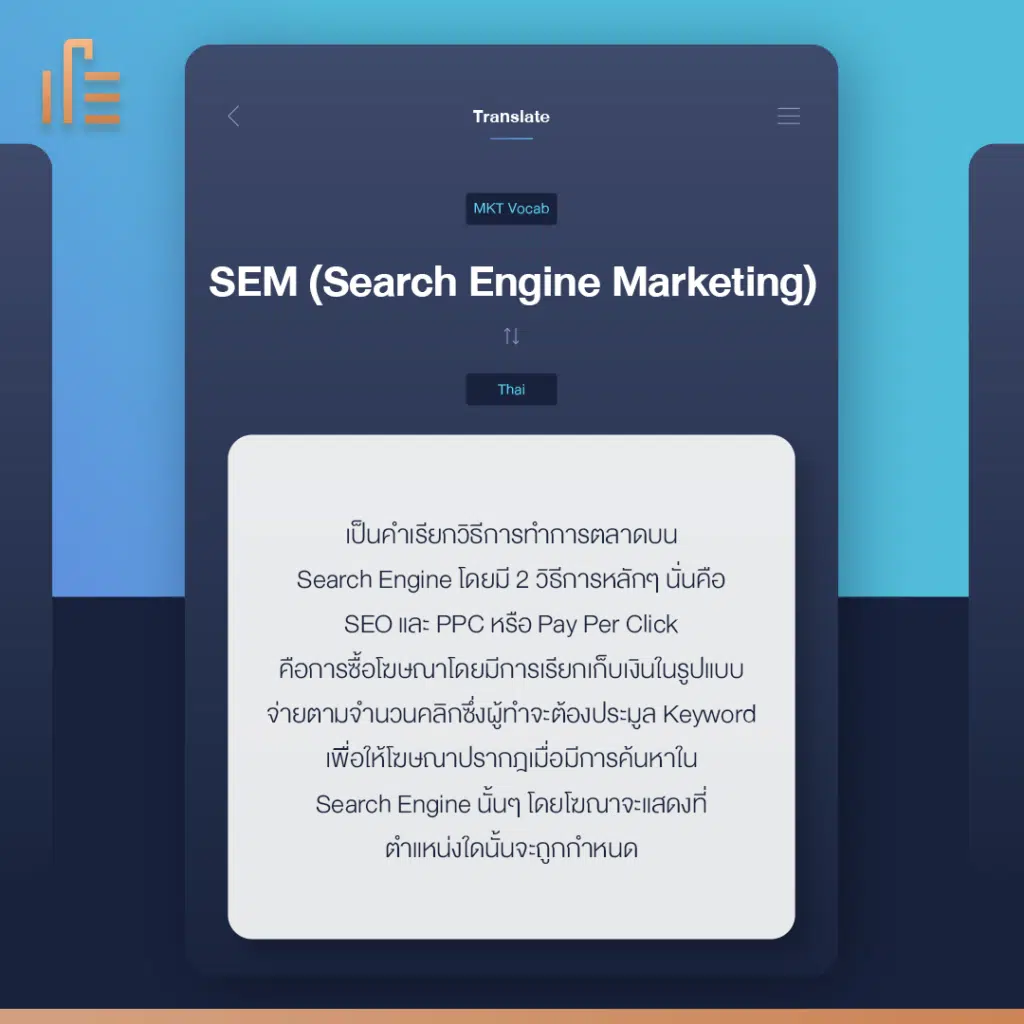 Translate
MKT Vocab
SEM (Search Engine Marketing)
Thai
เป็นคำเรียกวิธีการทำการตลาดบน
Search Engine โดยมี 2 วิธีการหลักๆ นั่นคือ
SEO และ PPC หรือ Pay Per Click
คือการซื้อโฆษณาโดยมีการเรียกเก็บเงินในรูปแบบ
จ่ายตามจำนวนคลิกซึ่งผู้ทำจะต้องประมูล Keyword
เพื่อให้โฆษณาปรากฎเมื่อมีการค้นหาใน
Search Engine นั้นๆ โดยโฆณาจะแสดงที่
ตำแหน่งใดนั้นจะถูกกำหนด